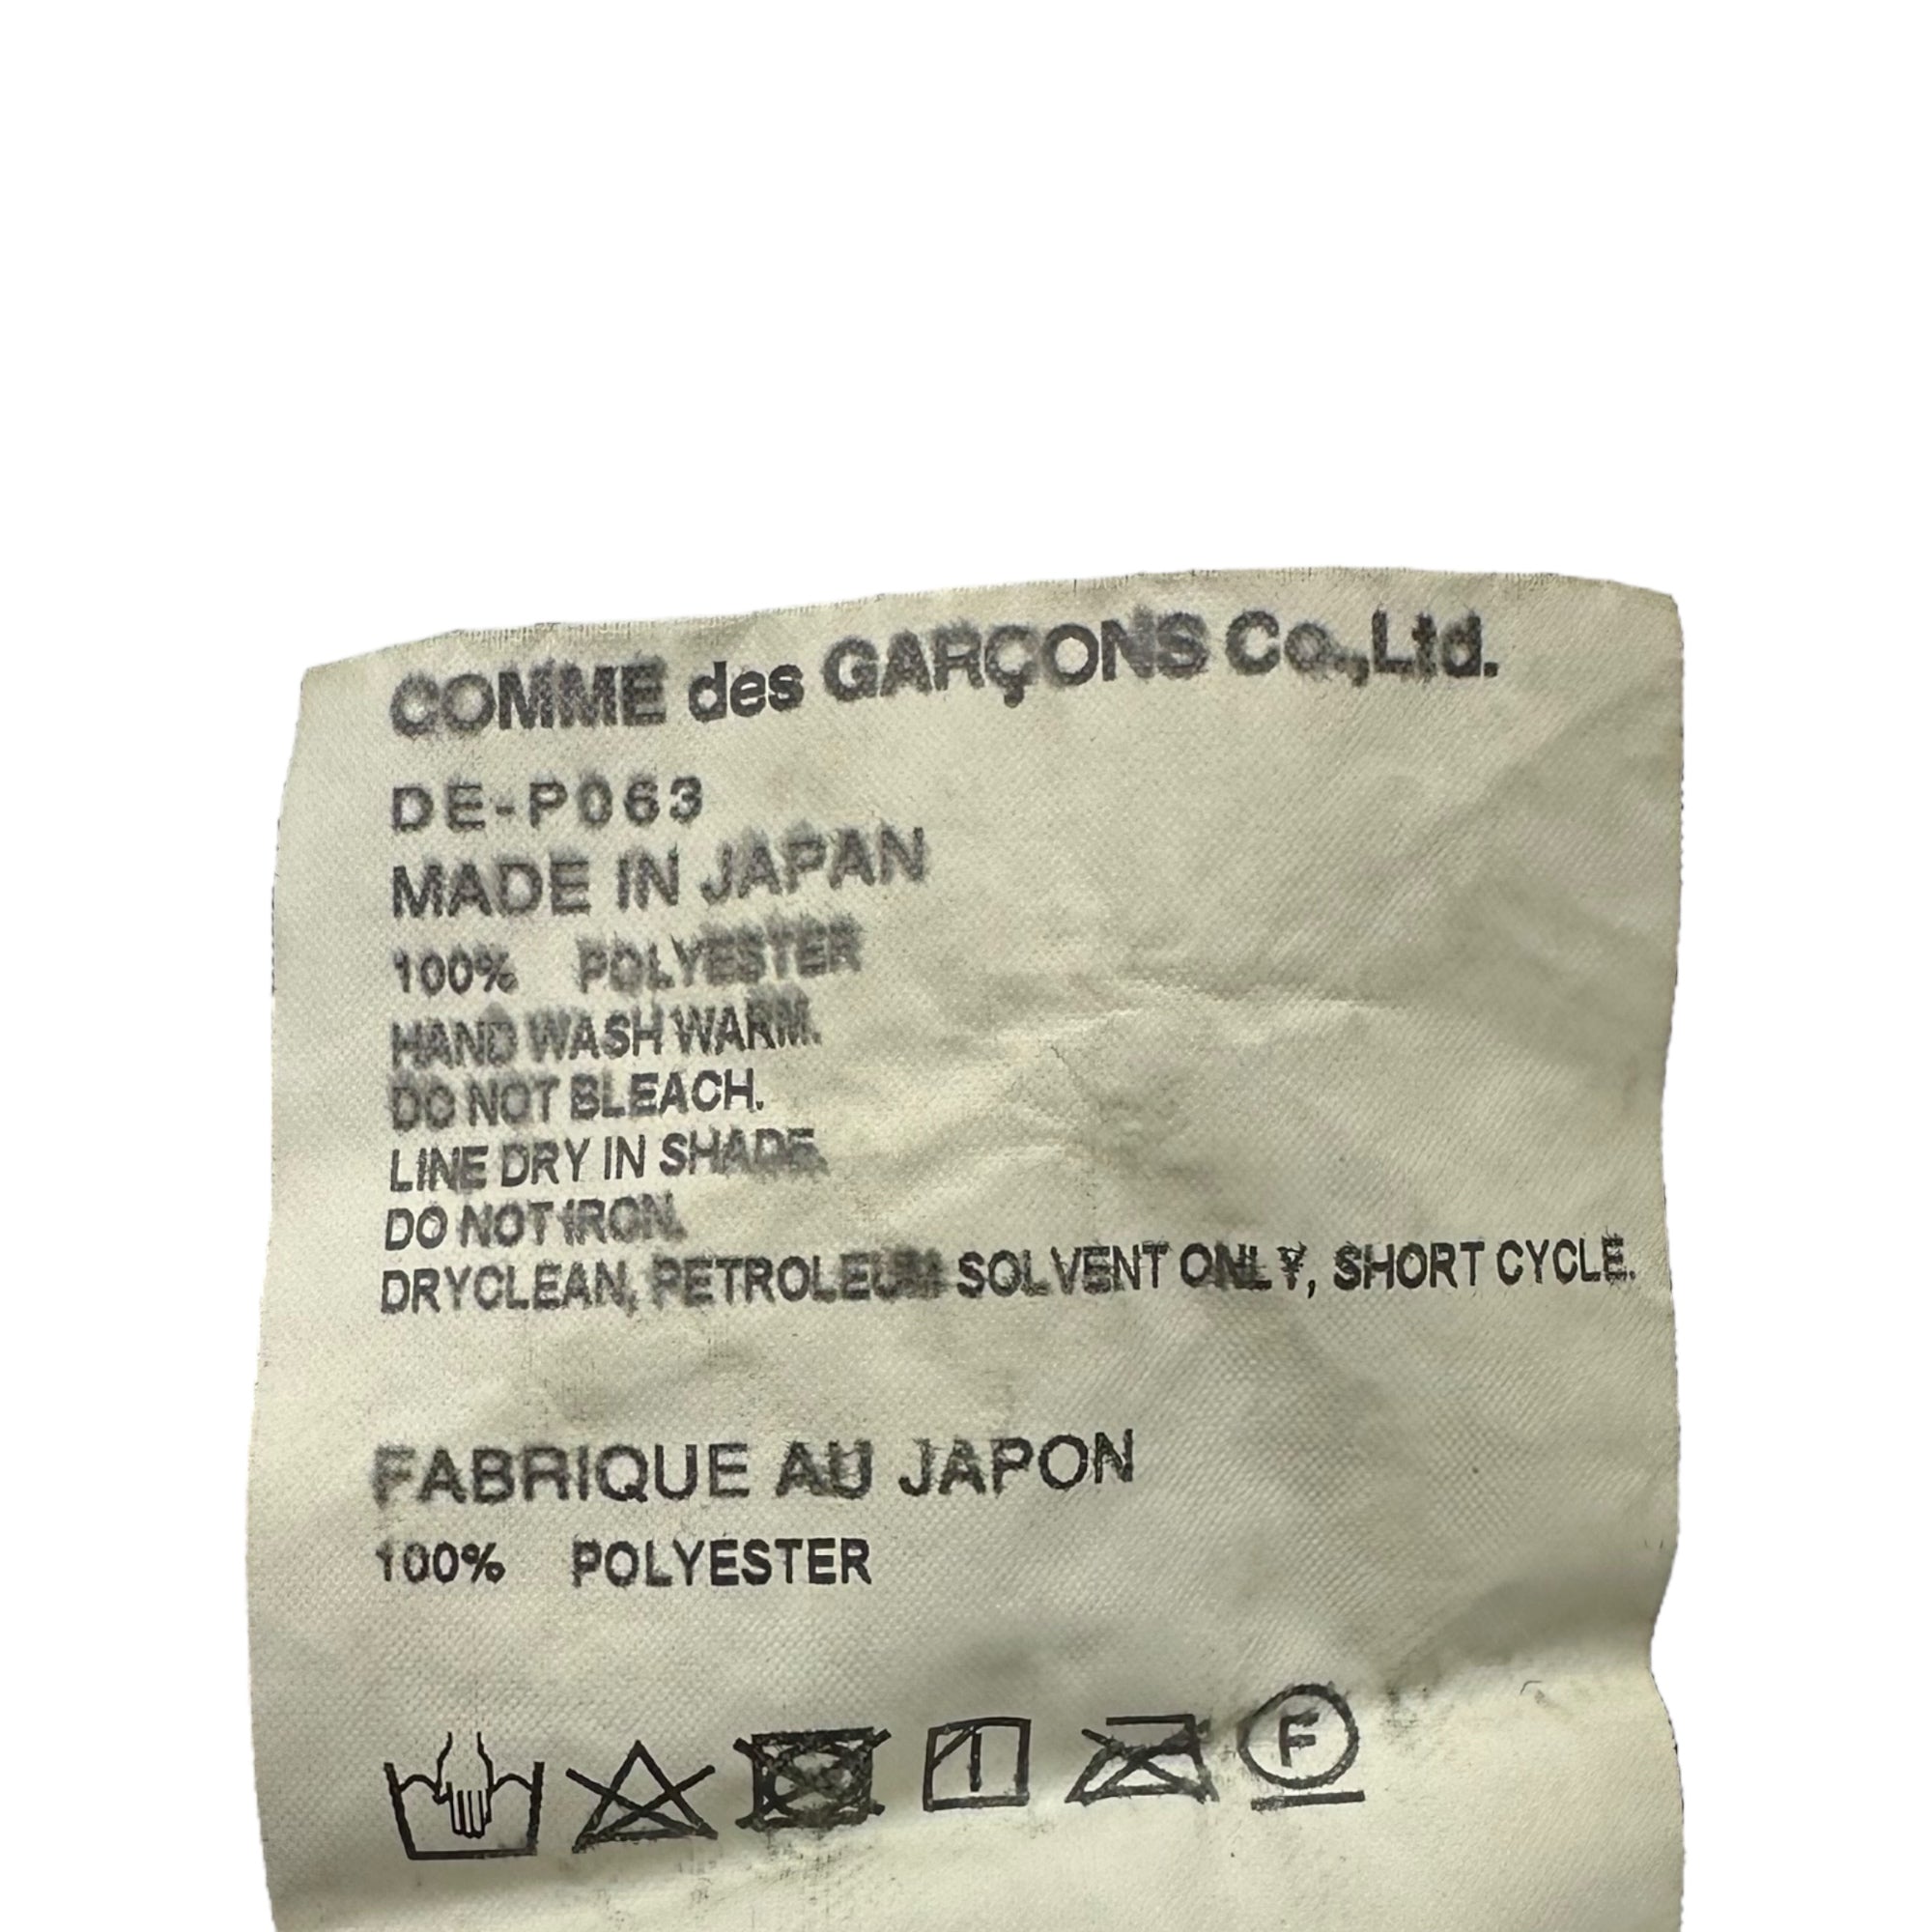 COMME des GARÇONS Co.,Ltd.
DE-P063
MADE IN JAPAN
100% POLYESTER
HAND WASH WARM.
DO NOT BLEACH.
LINE DRY IN SHADE.
DO NOT IRON.
DRYCLEAN, PETROLEUM SOLVENT ONLY, SHORT CYCLE.
FABRIQUE AU JAPON
100% POLYESTER
F